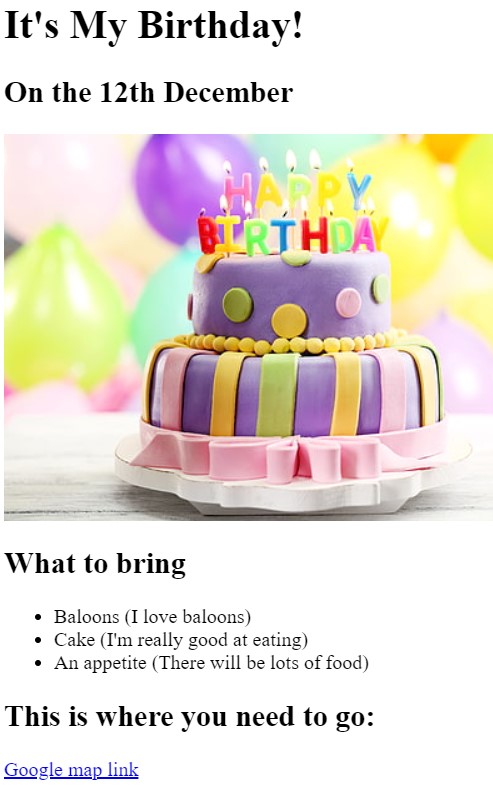 It's My Birthday!
On the 12th December
HAPPY
BIRTHDAY
What to bring
Baloons (I love baloons)
Cake (I'm really good at eating)
An appetite (There will be lots of food)
This is where you need to go:
Google map link